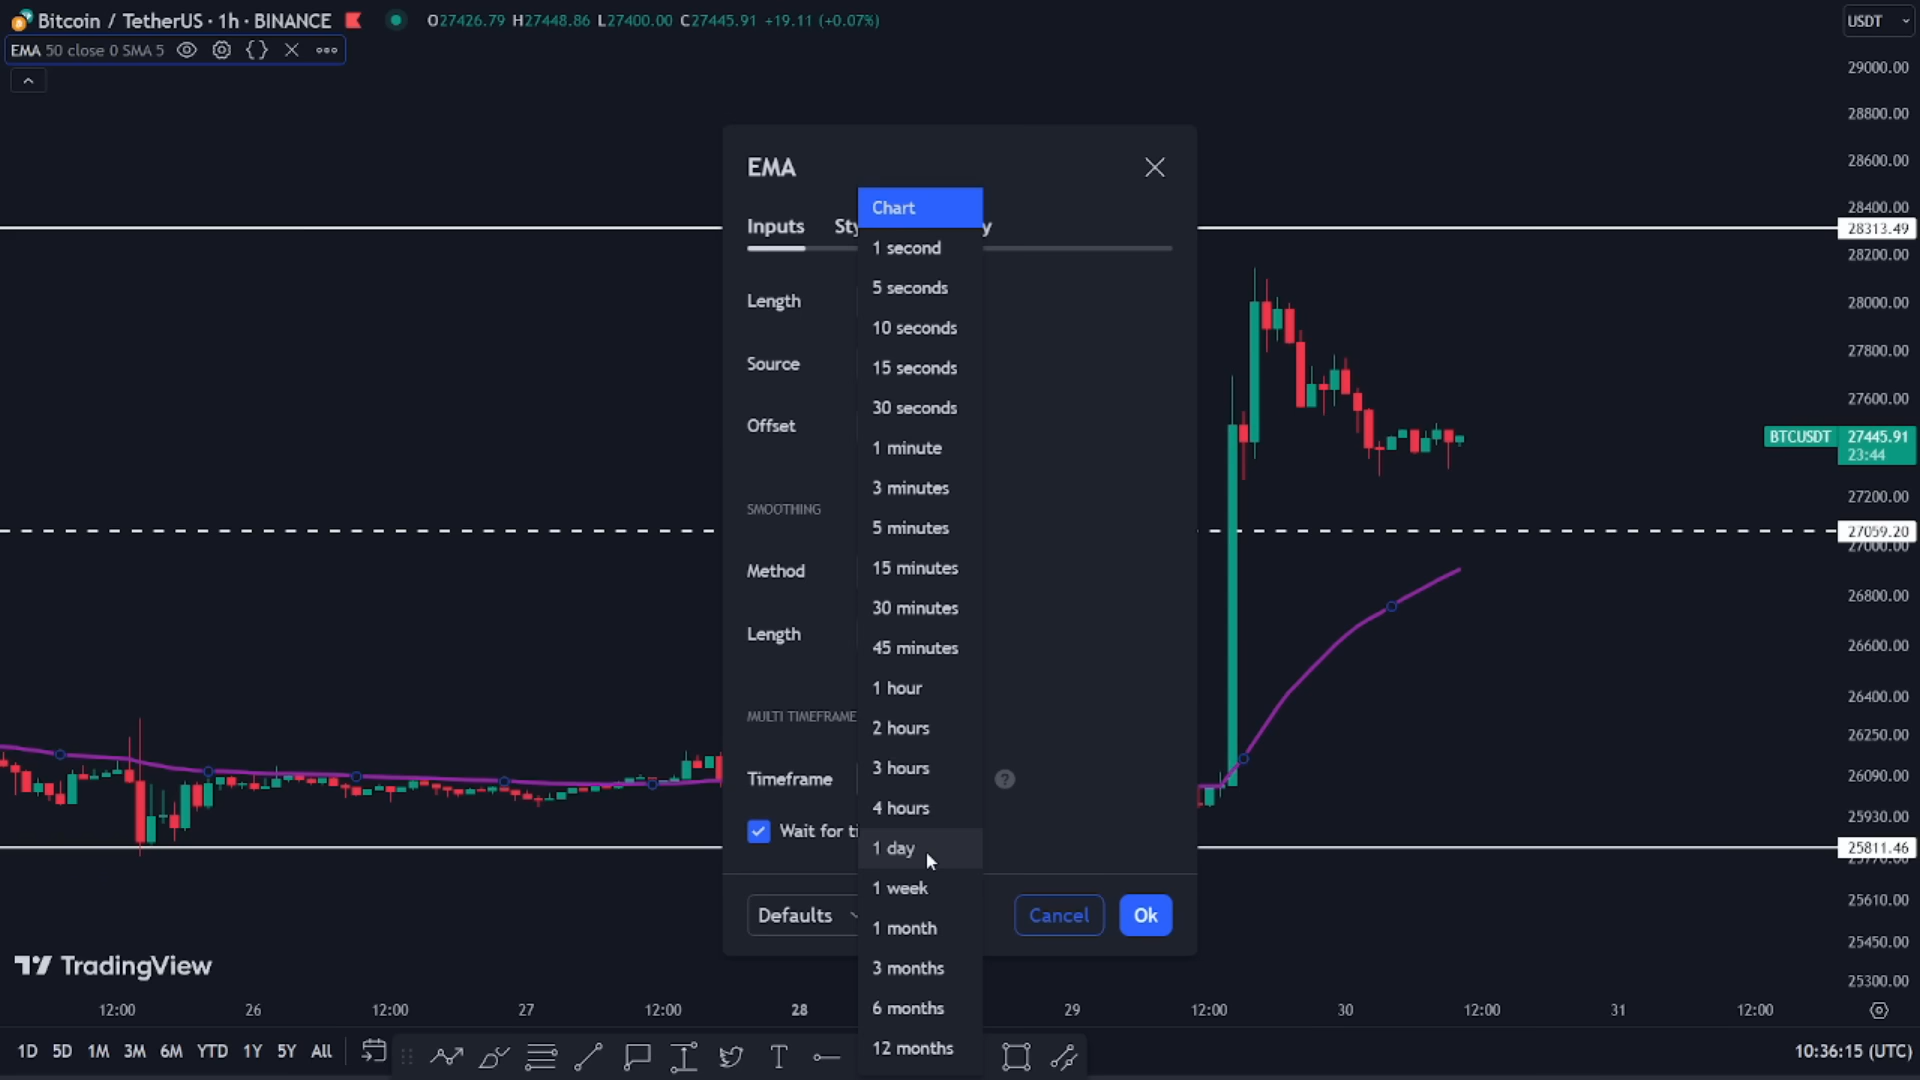 Bitcoin / TetherUS · 1h · BINANCE O27426.79 H27448.86 L27400.00 C27445.91 +19.11 (+0.07%)
USDT
EMA 50 close 0 SMA 5
29000.00
28800.00
28600.00
28400.00
28313.49
28200.00
28000.00
27800.00
27600.00
BTCUSDT 27445.91
23:44
27200.00
27059.20
27000.00
26800.00
26600.00
26400.00
26250.00
26090.00
25930.00
25811.46
25610.00
25450.00
25300.00
EMA
Inputs Sty y
Length
Source
Offset
SMOOTHING
Method
Length
MULTI TIMEFRAME
Timeframe ?
Wait for ti
Defaults
Cancel
Ok
Chart
1 second
5 seconds
10 seconds
15 seconds
30 seconds
1 minute
3 minutes
5 minutes
15 minutes
30 minutes
45 minutes
1 hour
2 hours
3 hours
4 hours
1 day
1 week
1 month
3 months
6 months
12 months
TradingView
12:00 26 12:00 27 12:00 28 29 12:00 30 12:00 31 12:00
1D 5D 1M 3M 6M YTD 1Y 5Y All
10:36:15 (UTC)